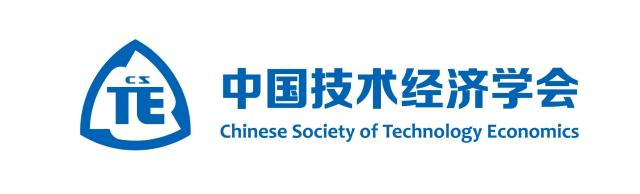 CS
TE
中国技术经济学会
Chinese Society of Technology Economics